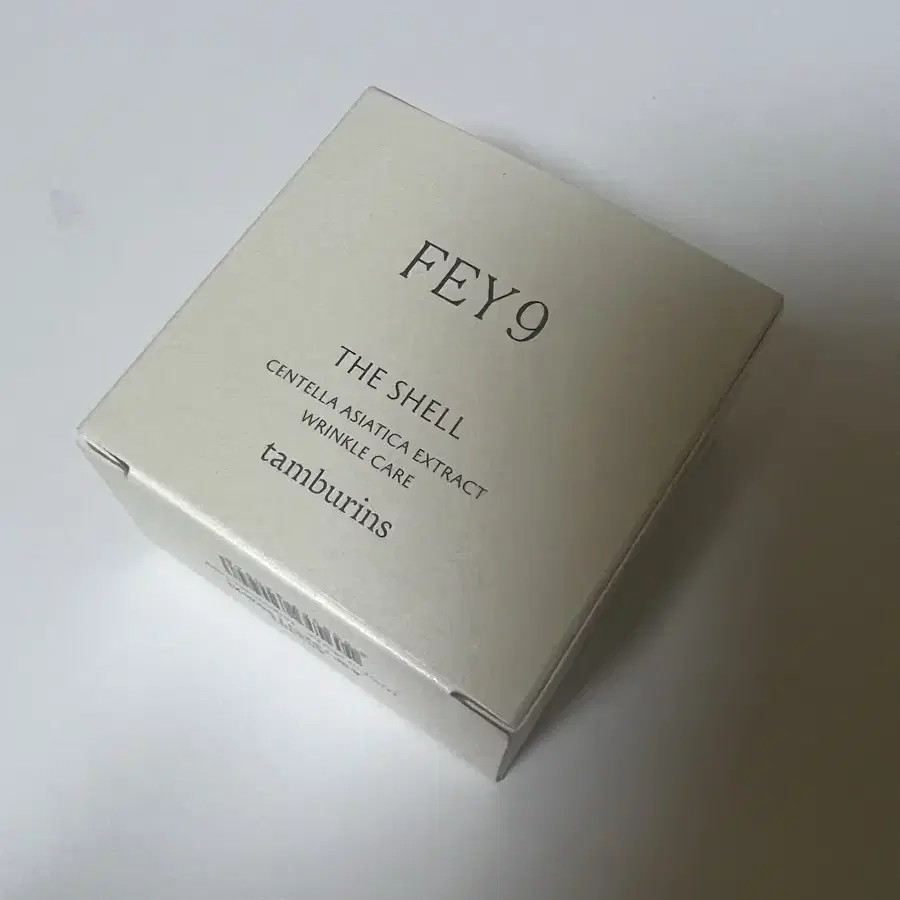 FEY9
THE SHELL
CENTELLA ASIATICA EXTRACT
WRINKLE CARE
tamburins